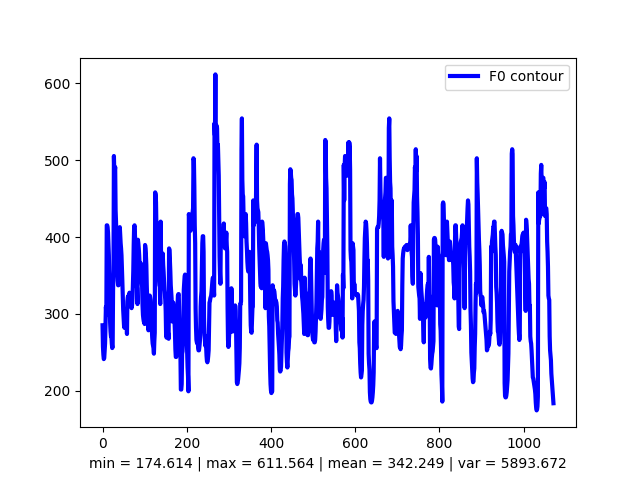 600
500
400
300
200
F0 contour
0 200 400 600 800 1000
min = 174.614 | max = 611.564 | mean = 342.249 | var = 5893.672